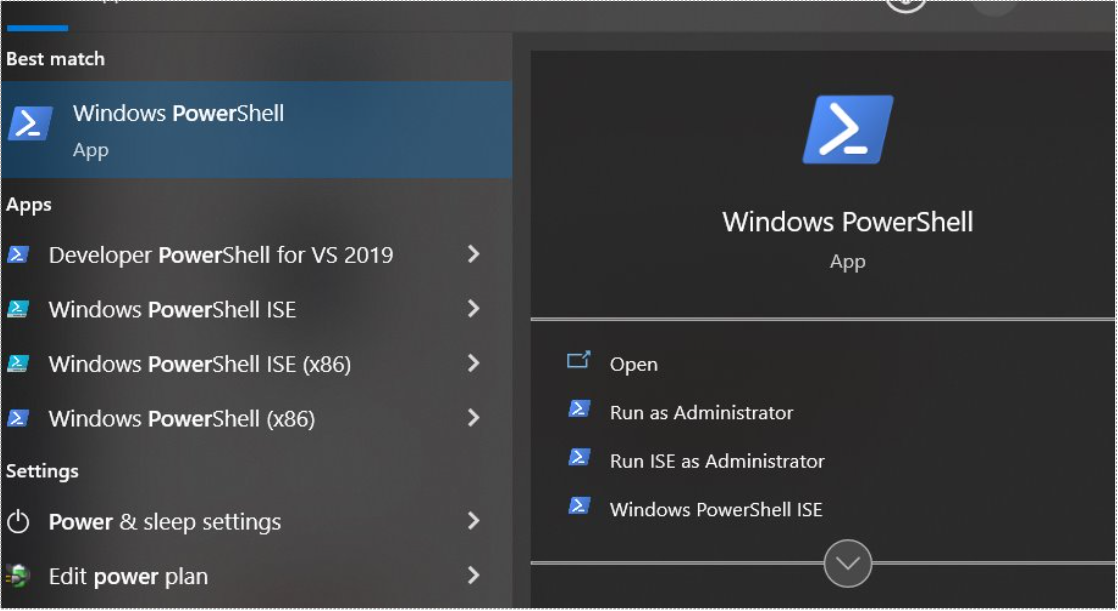 Best match
Windows PowerShell
App
Apps
Developer PowerShell for VS 2019
Windows PowerShell ISE
Windows PowerShell ISE (x86)
Windows PowerShell (x86)
Settings
Power & sleep settings
Edit power plan
Windows PowerShell
App
Open
Run as Administrator
Run ISE as Administrator
Windows PowerShell ISE